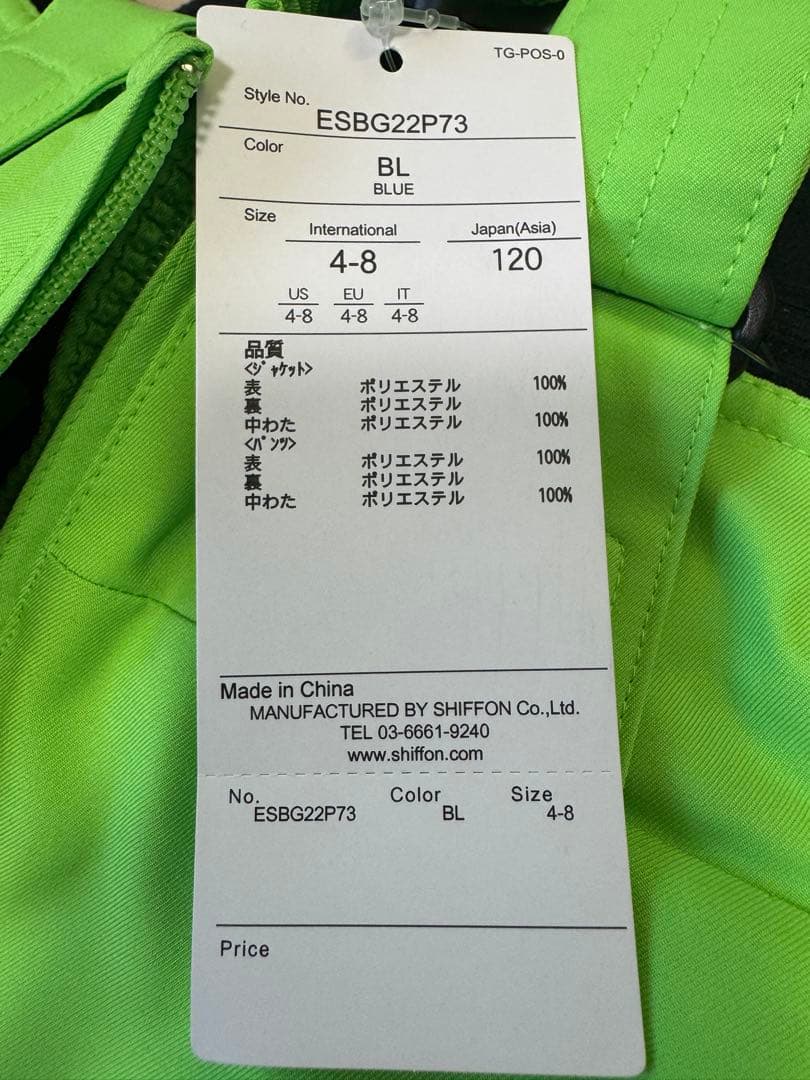 TG-POS-0
Style No.
ESBG22P73
Color
BL
BLUE
Size
International Japan(Asia)
4-8 120
US EU IT
4-8 4-8 4-8
品質
<ｼﾞｬｹｯﾄ>
表 ポリエステル 100%
裏 ポリエステル
中わた ポリエステル 100%
<ﾊﾟﾝﾂ>
表 ポリエステル 100%
裏 ポリエステル
中わた ポリエステル 100%
Made in China
MANUFACTURED BY SHIFFON Co.,Ltd.
TEL 03-6661-9240
www.shiffon.com
No. Color Size
ESBG22P73 BL 4-8
Price